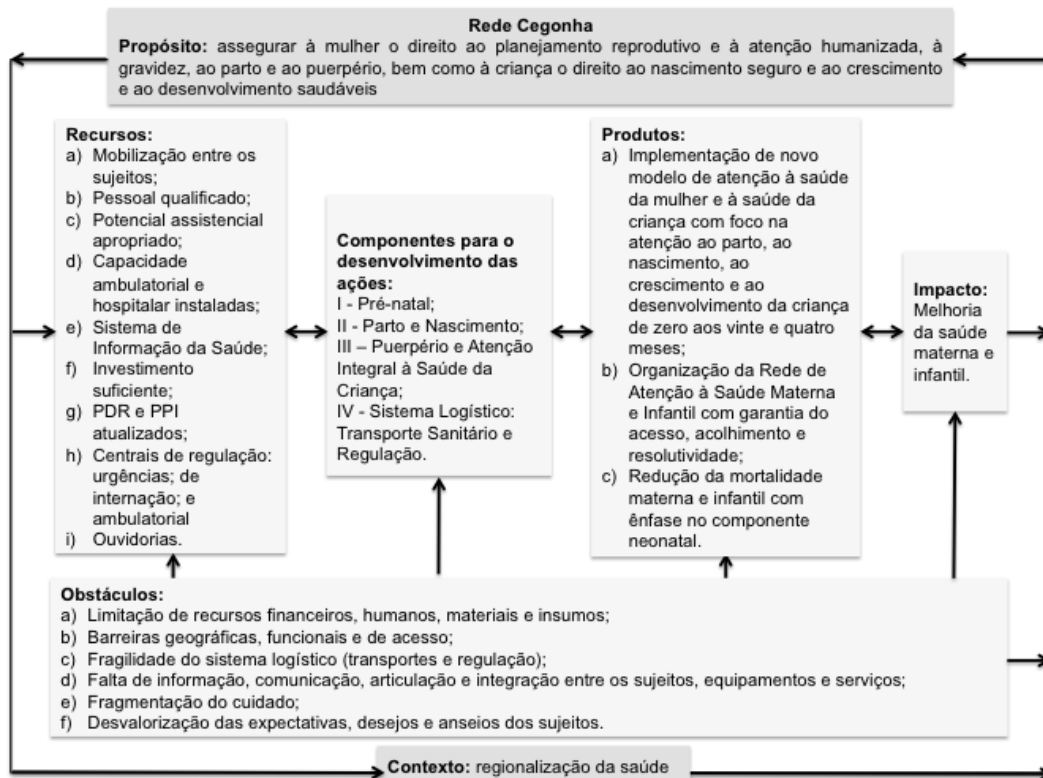 Rede Cegonha
Propósito: assegurar à mulher o direito ao planejamento reprodutivo e à atenção humanizada, à
gravidez, ao parto e ao puerpério, bem como à criança o direito ao nascimento seguro e ao crescimento
e ao desenvolvimento saudáveis
Recursos:
a) Mobilização entre os
sujeitos;
b) Pessoal qualificado;
c) Potencial assistencial
apropriado;
d) Capacidade
ambulatorial e
hospitalar instaladas;
e) Sistema de
Informação da Saúde;
f) Investimento
suficiente;
g) PDR e PPI
atualizados;
h) Centrais de regulação:
urgências; de
internação; e
ambulatorial
i) Ouvidorias.
Componentes para o
desenvolvimento das
ações:
I - Pré-natal;
II - Parto e Nascimento;
III – Puerpério e Atenção
Integral à Saúde da
Criança;
IV - Sistema Logístico:
Transporte Sanitário e
Regulação.
Produtos:
a) Implementação de novo
modelo de atenção à saúde
da mulher e à saúde da
criança com foco na
atenção ao parto, ao
nascimento, ao
crescimento e ao
desenvolvimento da criança
de zero aos vinte e quatro
meses;
b) Organização da Rede de
Atenção à Saúde Materna
e Infantil com garantia do
acesso, acolhimento e
resolutividade;
c) Redução da mortalidade
materna e infantil com
ênfase no componente
neonatal.
Impacto:
Melhoria
da saúde
materna e
infantil.
Obstáculos:
a) Limitação de recursos financeiros, humanos, materiais e insumos;
b) Barreiras geográficas, funcionais e de acesso;
c) Fragilidade do sistema logístico (transportes e regulação);
d) Falta de informação, comunicação, articulação e integração entre os sujeitos, equipamentos e serviços;
e) Fragmentação do cuidado;
f) Desvalorização das expectativas, desejos e anseios dos sujeitos.
Contexto: regionalização da saúde